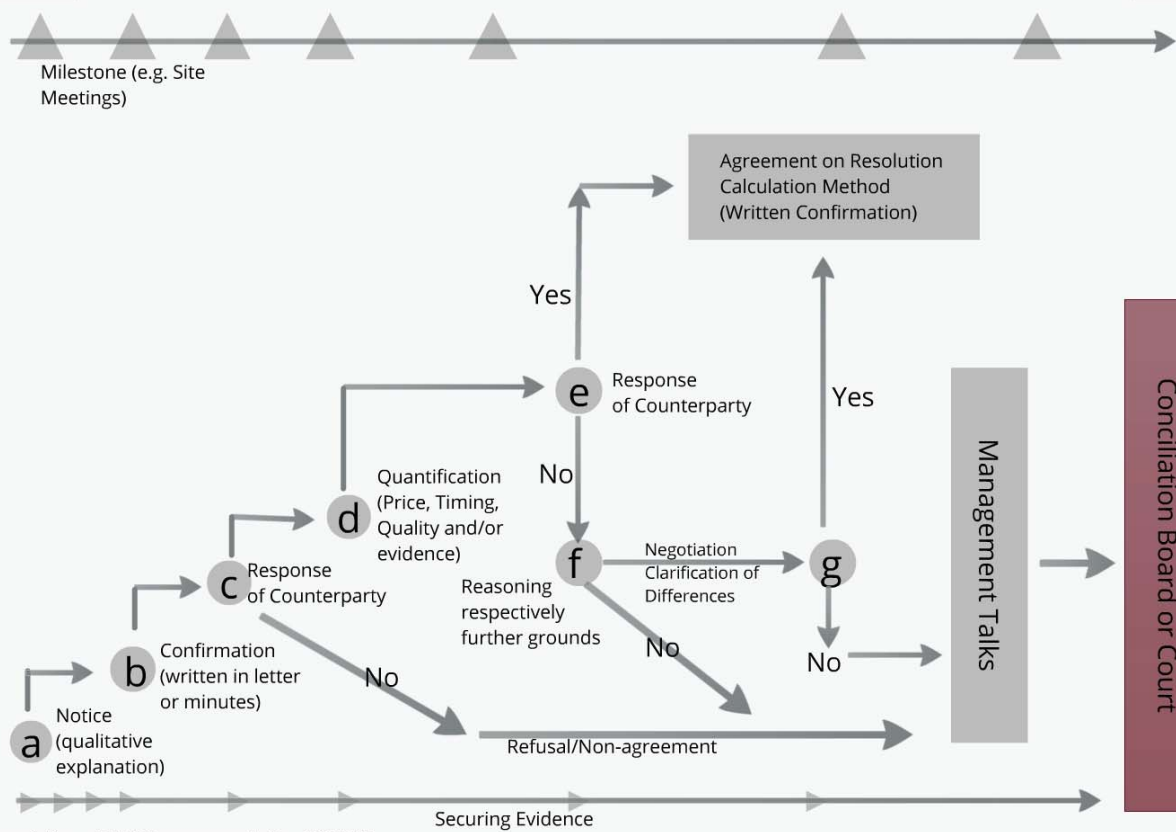 Milestone (e.g. Site
Meetings)
Agreement on Resolution
Calculation Method
(Written Confirmation)
Yes
e
Response
of Counterparty
Yes
No
Quantification
(Price, Timing,
Quality and/or
evidence)
d
f
Negotiation
Clarification of
Differences
g
c
Response
of Counterparty
Reasoning
respectively
further grounds
No
No
No
b
Confirmation
(written in letter
or minutes)
a
Notice
(qualitative
explanation)
Refusal/Non-agreement
Management Talks
Conciliation Board or Court
Securing Evidence